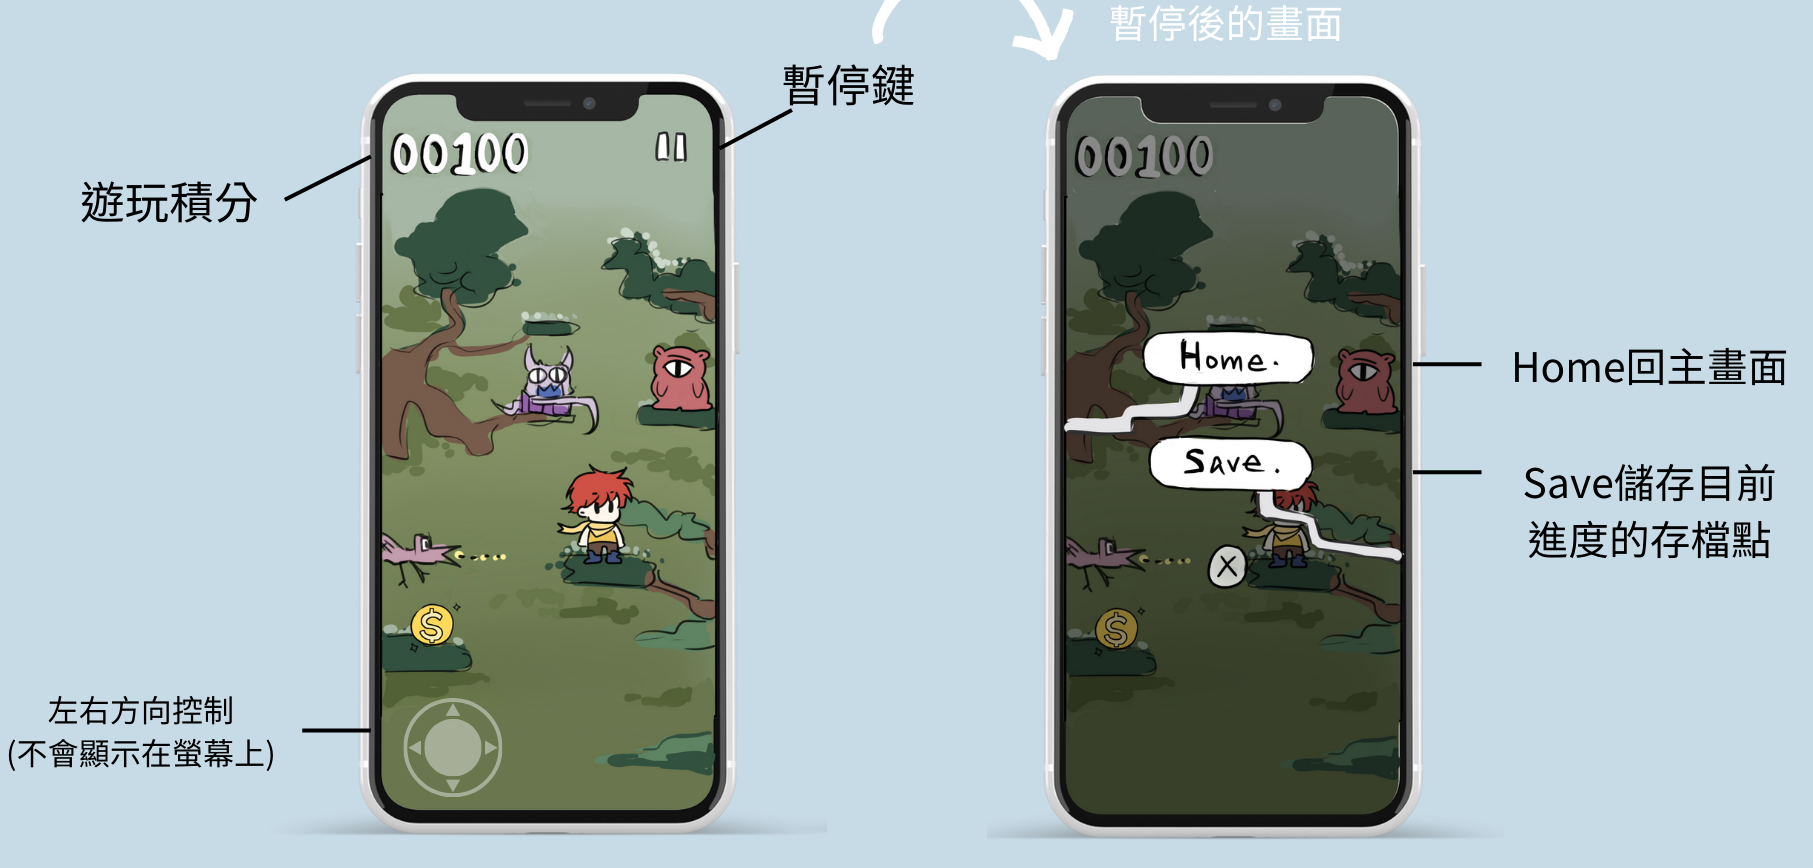 暫停後的畫面
暫停鍵
00100
遊玩積分
左右方向控制
(不會顯示在螢幕上)
00100
Home.
Save.
X
$
$
Home回主畫面
Save儲存目前
進度的存檔點